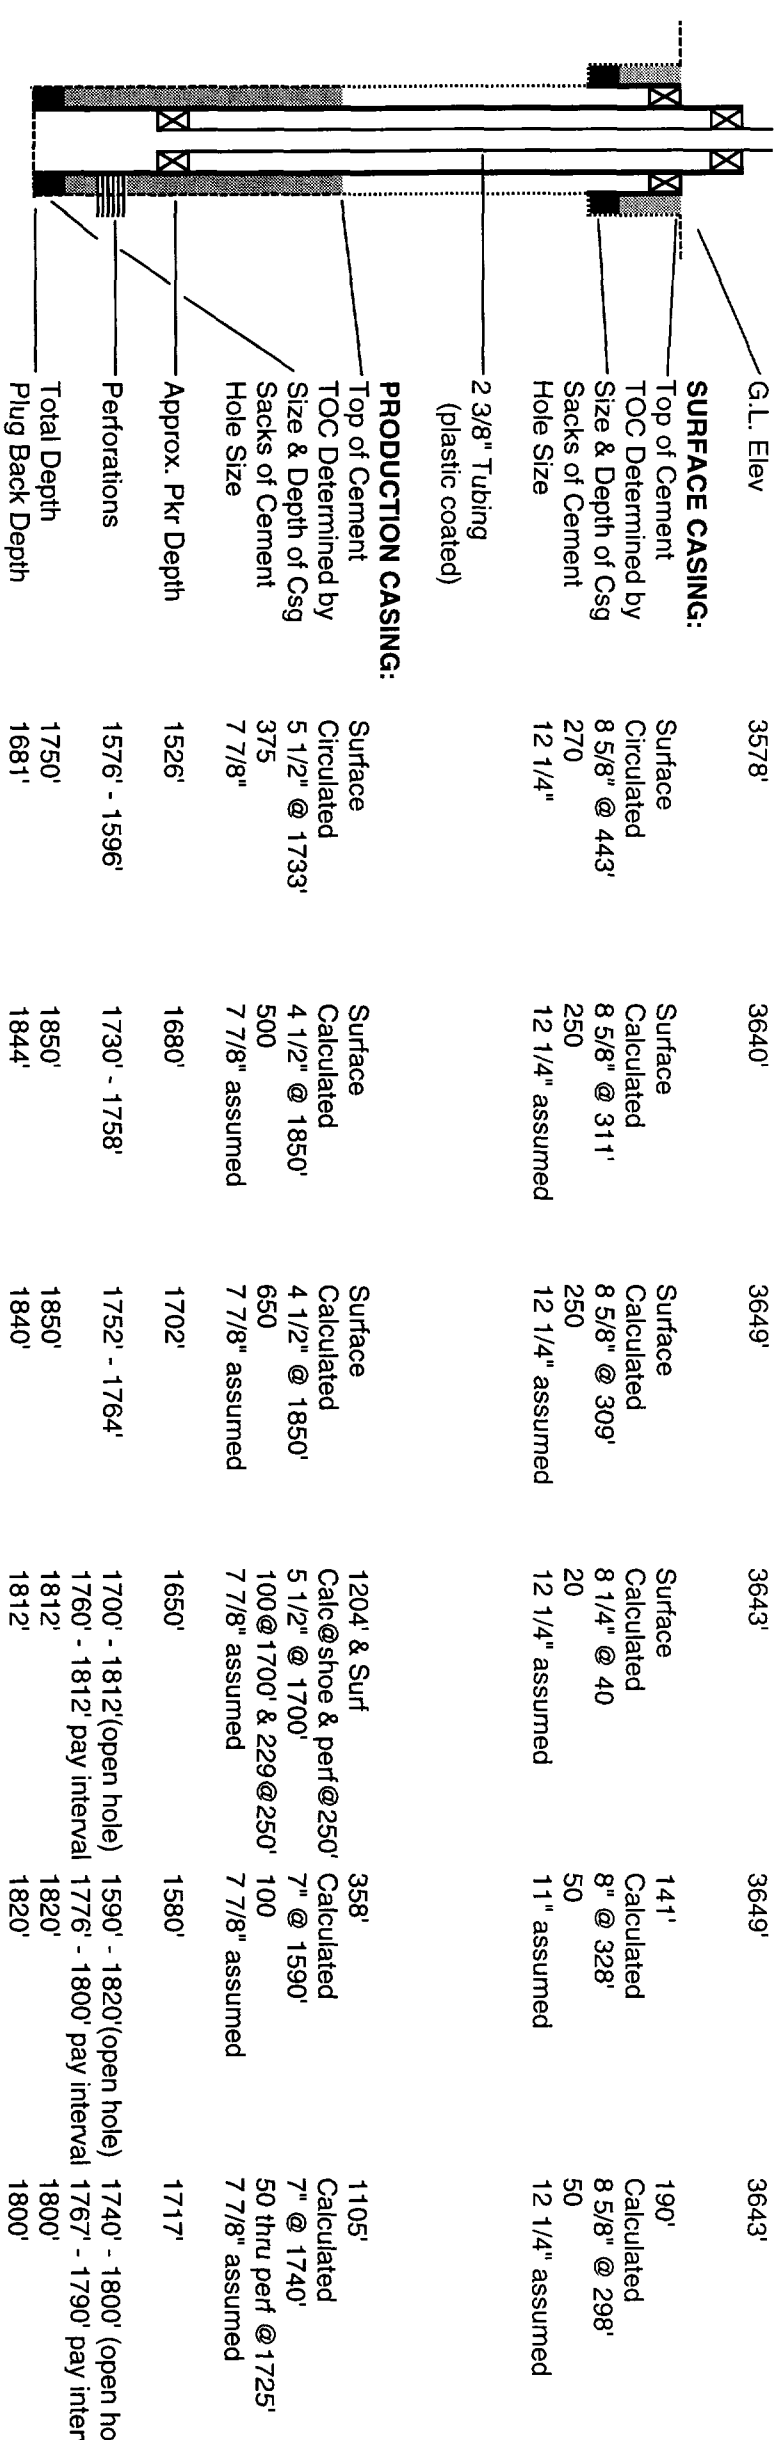 G.L. Elev 3578' 3640' 3649' 3643' 3649' 3643'
SURFACE CASING:
Top of Cement Surface Surface Surface Surface 141' 190'
TOC Determined by Circulated Calculated Calculated Calculated Calculated Calculated
Size & Depth of Csg 8 5/8" @ 443' 8 5/8" @ 311' 8 5/8" @ 309' 8 1/4" @ 40 8" @ 328' 8 5/8" @ 298'
Sacks of Cement 270 250 250 20 50 50
Hole Size 12 1/4" 12 1/4" assumed 12 1/4" assumed 12 1/4" assumed 11" assumed 12 1/4" assumed
2 3/8" Tubing
(plastic coated)
PRODUCTION CASING:
Top of Cement Surface Surface Surface 1204' & Surf 358' 1105'
TOC Determined by Circulated Calculated Calculated Calc@shoe & perf@250' Calculated Calculated
Size & Depth of Csg 5 1/2" @ 1733' 4 1/2" @ 1850' 4 1/2" @ 1850' 5 1/2" @ 1700' 7" @ 1590' 7" @ 1740'
Sacks of Cement 375 500 650 100@1700' & 229@250' 100 50 thru perf @1725'
Hole Size 7 7/8" 7 7/8" assumed 7 7/8" assumed 7 7/8" assumed 7 7/8" assumed 7 7/8" assumed
Approx. Pkr Depth 1526' 1680' 1702' 1650' 1580' 1717'
Perforations 1576' - 1596' 1730' - 1758' 1752' - 1764' 1700' - 1812'(open hole) 1590' - 1820'(open hole) 1740' - 1800' (open ho
1760' - 1812' pay interval 1776' - 1800' pay interval 1767' - 1790' pay inter
Total Depth 1750' 1850' 1850' 1812' 1820' 1800'
Plug Back Depth 1681' 1844' 1840' 1812' 1820' 1800'